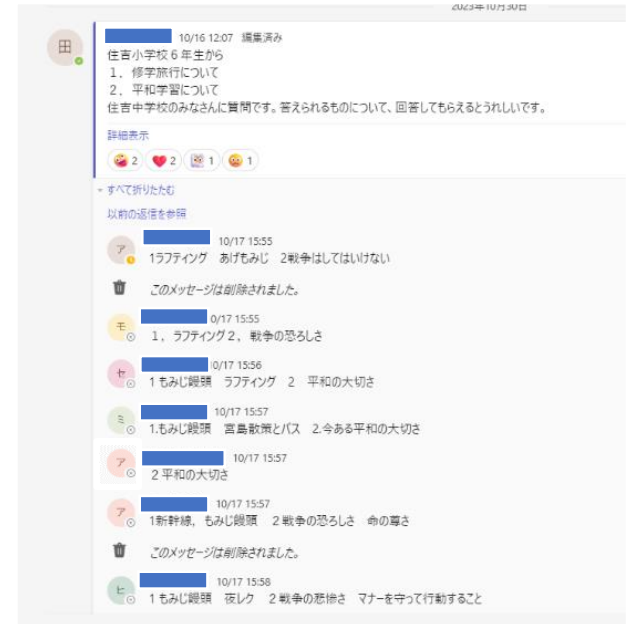 2023年10月30日
田
10/16 12:07 編集済み
住吉小学校６年生から
１．修学旅行について
２．平和学習について
住吉中学校のみなさんに質問です。答えられるものについて、回答してもらえるとうれしいです。
詳細表示
2 2 1 1
すべて折りたたむ
以前の返信を参照
ア 10/17 15:55
1ラフティング　あげもみじ　2戦争はしてはいけない
このメッセージは削除されました。
モ 0/17 15:55
１，ラフティング２，戦争の恐ろしさ
セ 0/17 15:56
1 もみじ饅頭　ラフティング　2　平和の大切さ
ミ 10/17 15:57
1.もみじ饅頭　宮島散策とバス　2.今ある平和の大切さ
ア 10/17 15:57
２平和の大切さ
ア 10/17 15:57
1新幹線，もみじ饅頭　２戦争の恐ろしさ　命の尊さ
このメッセージは削除されました。
ヒ 10/17 15:58
1 もみじ饅頭　夜レク　２戦争の悲惨さ　マナーを守って行動すること